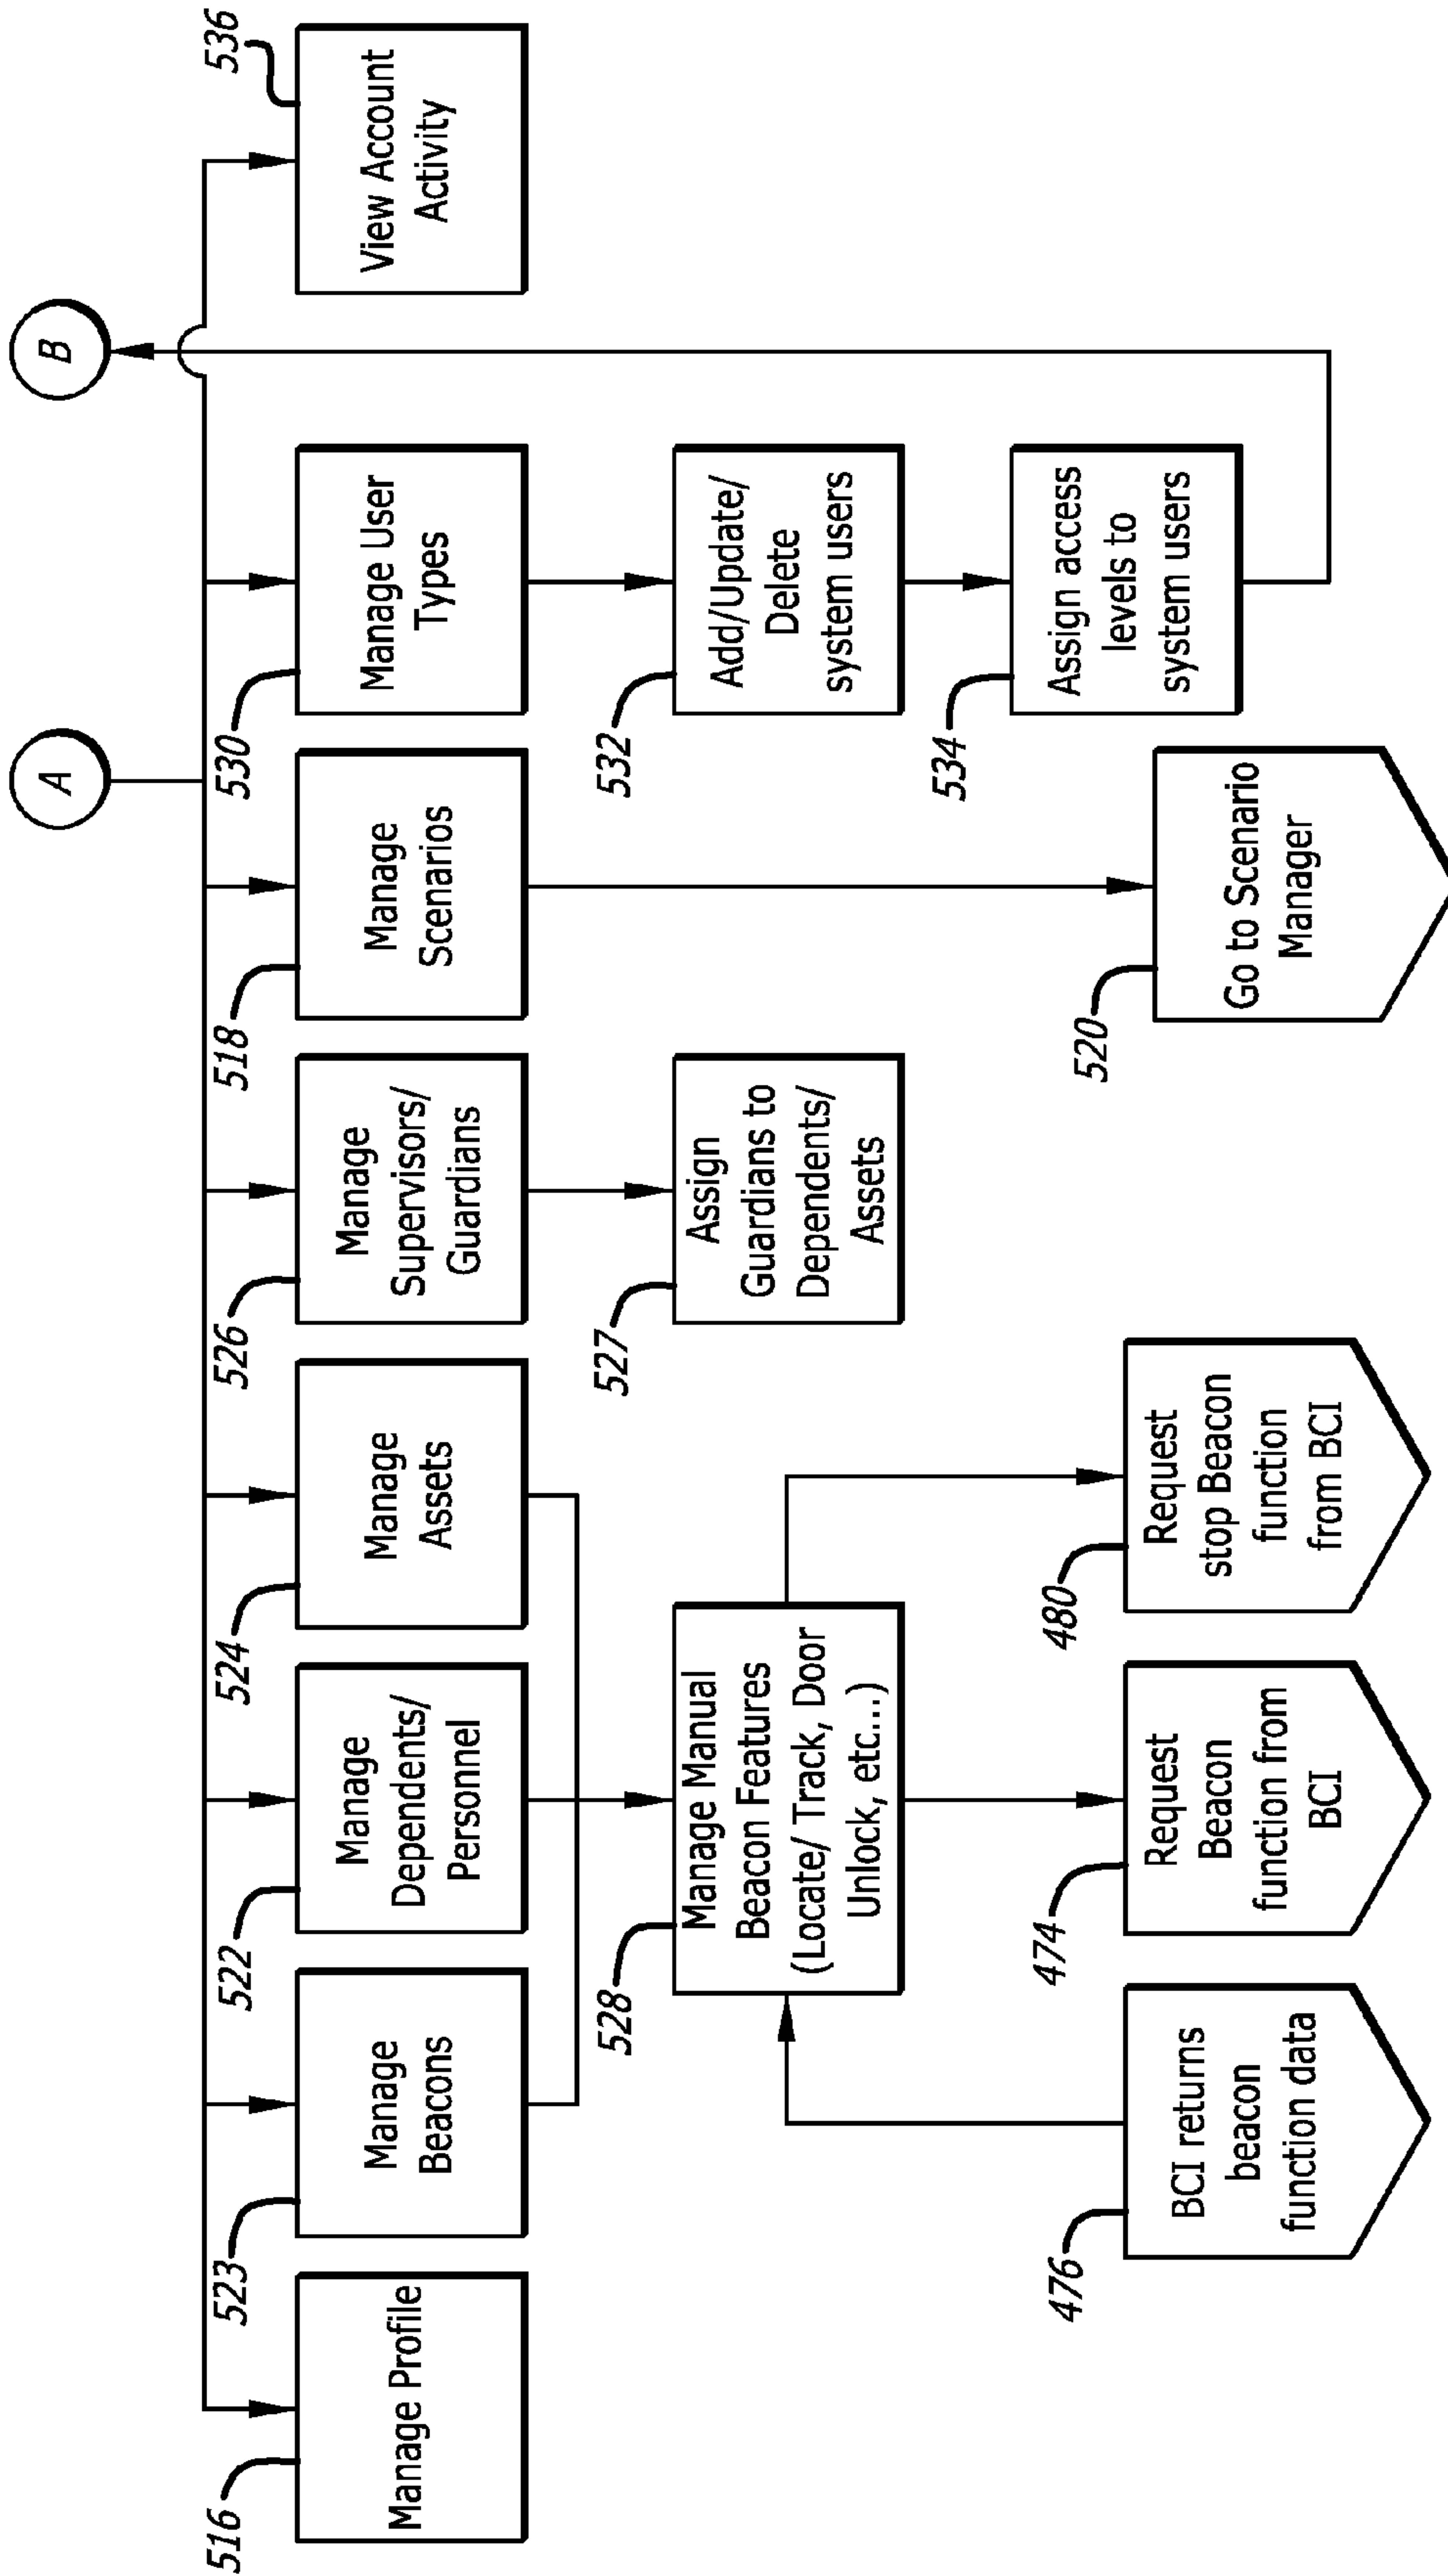 A
B
516
Manage Profile
523
Manage
Beacons
522
Manage
Dependents/
Personnel
524
Manage
Assets
526
Manage
Supervisors/
Guardians
518
Manage
Scenarios
530
Manage User
Types
536
View Account
Activity
528
Manage Manual
Beacon Features
(Locate/ Track, Door
Unlock, etc...)
527
Assign
Guardians to
Dependents/
Assets
532
Add/Update/
Delete
system users
534
Assign access
levels to
system users
476
BCI returns
beacon
function data
474
Request
Beacon
function from
BCI
480
Request
stop Beacon
function
from BCI
520
Go to Scenario
Manager